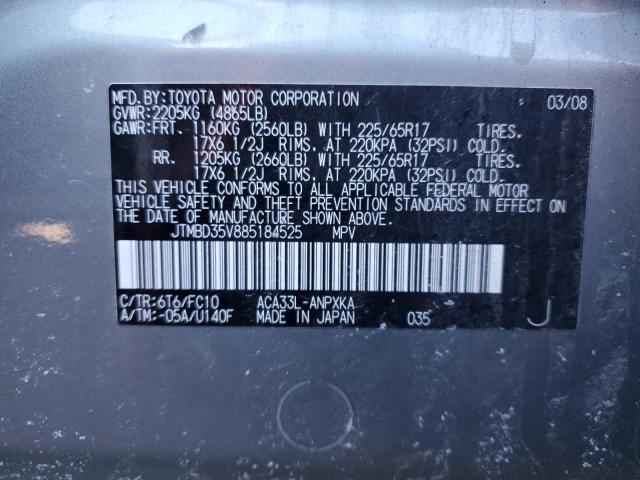 MFD. BY: TOYOTA MOTOR CORPORATION 03/08
GVWR: 2205KG (4865LB)
GAWR: FRT. 1160KG (2560LB) WITH 225/65R17 TIRES.
17X6 1/2J RIMS, AT 220KPA (32PSI) COLD.
RR. 1205KG (2660LB) WITH 225/65R17 TIRES.
17X6 1/2J RIMS, AT 220KPA (32PSI) COLD.
THIS VEHICLE CONFORMS TO ALL APPLICABLE FEDERAL MOTOR
VEHICLE SAFETY AND THEFT PREVENTION STANDARDS IN EFFECT ON
THE DATE OF MANUFACTURE SHOWN ABOVE.
JTMBD35V885184525 MPV
C/TR: 6T6/FC10 ACA33L-ANPXKA
A/TM: -05A/U140F MADE IN JAPAN 035 J